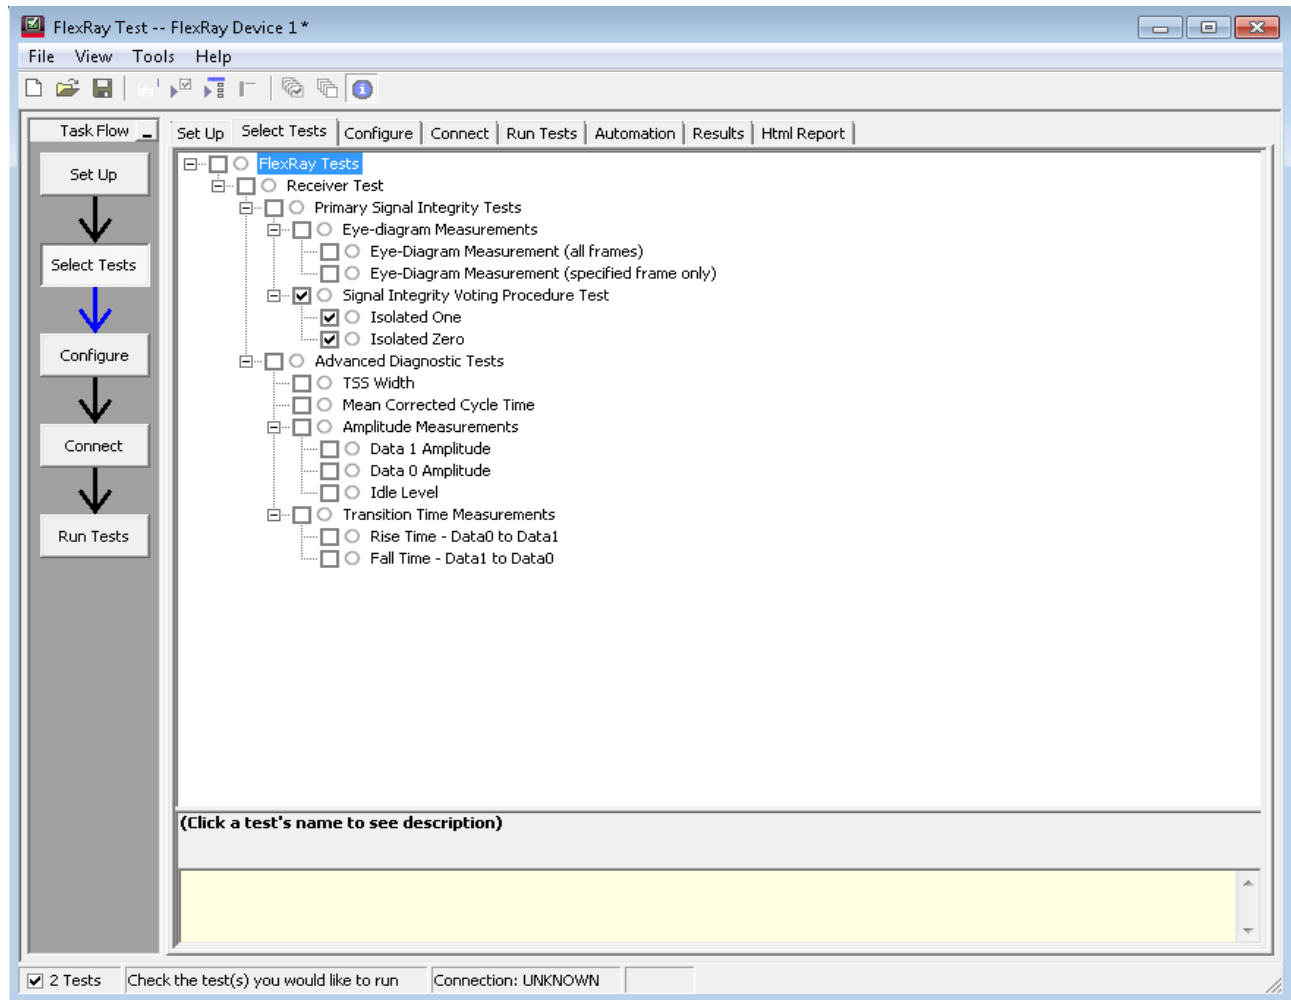 FlexRay Test -- FlexRay Device 1 *
File View Tools Help
Task Flow
Set Up Select Tests Configure Connect Run Tests Automation Results Html Report
Set Up
Select Tests
Configure
Connect
Run Tests
FlexRay Tests
Receiver Test
Primary Signal Integrity Tests
Eye-diagram Measurements
Eye-Diagram Measurement (all frames)
Eye-Diagram Measurement (specified frame only)
Signal Integrity Voting Procedure Test
Isolated One
Isolated Zero
Advanced Diagnostic Tests
TSS Width
Mean Corrected Cycle Time
Amplitude Measurements
Data 1 Amplitude
Data 0 Amplitude
Idle Level
Transition Time Measurements
Rise Time - Data0 to Data1
Fall Time - Data1 to Data0
(Click a test's name to see description)
2 Tests Check the test(s) you would like to run Connection: UNKNOWN